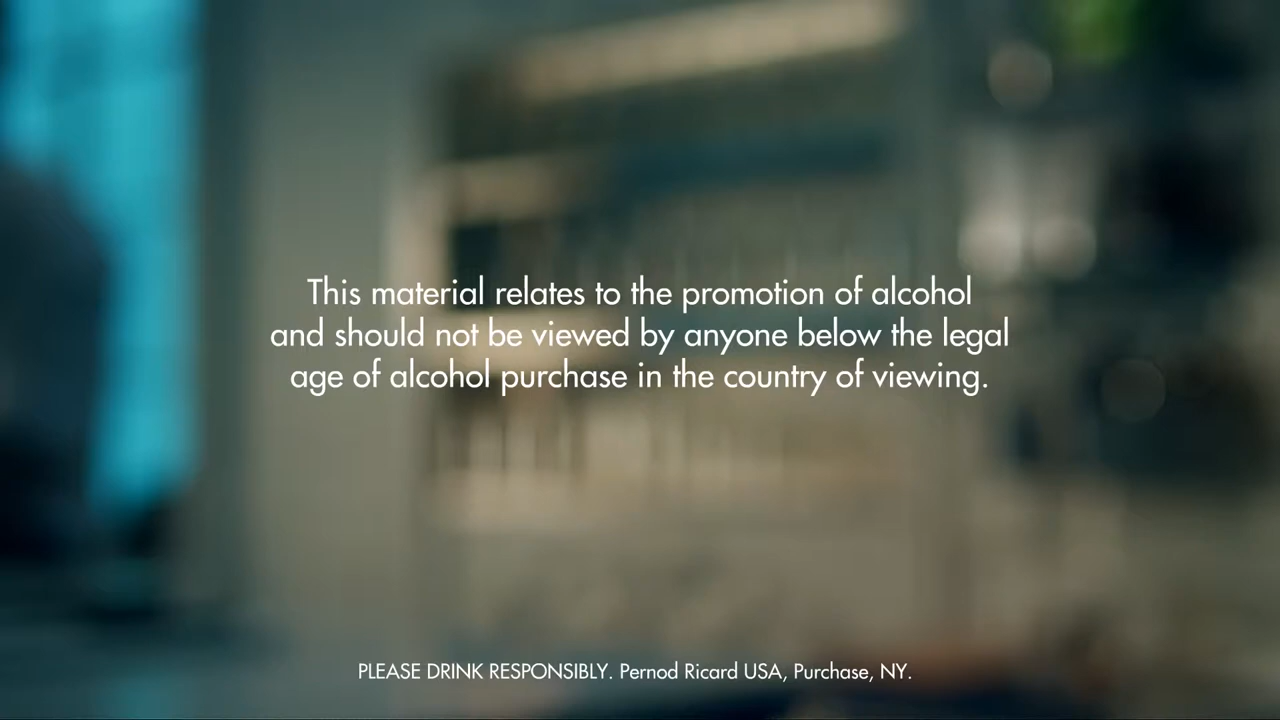 This material relates to the promotion of alcohol
and should not be viewed by anyone below the legal
age of alcohol purchase in the country of viewing.
PLEASE DRINK RESPONSIBLY. Pernod Ricard USA, Purchase, NY.